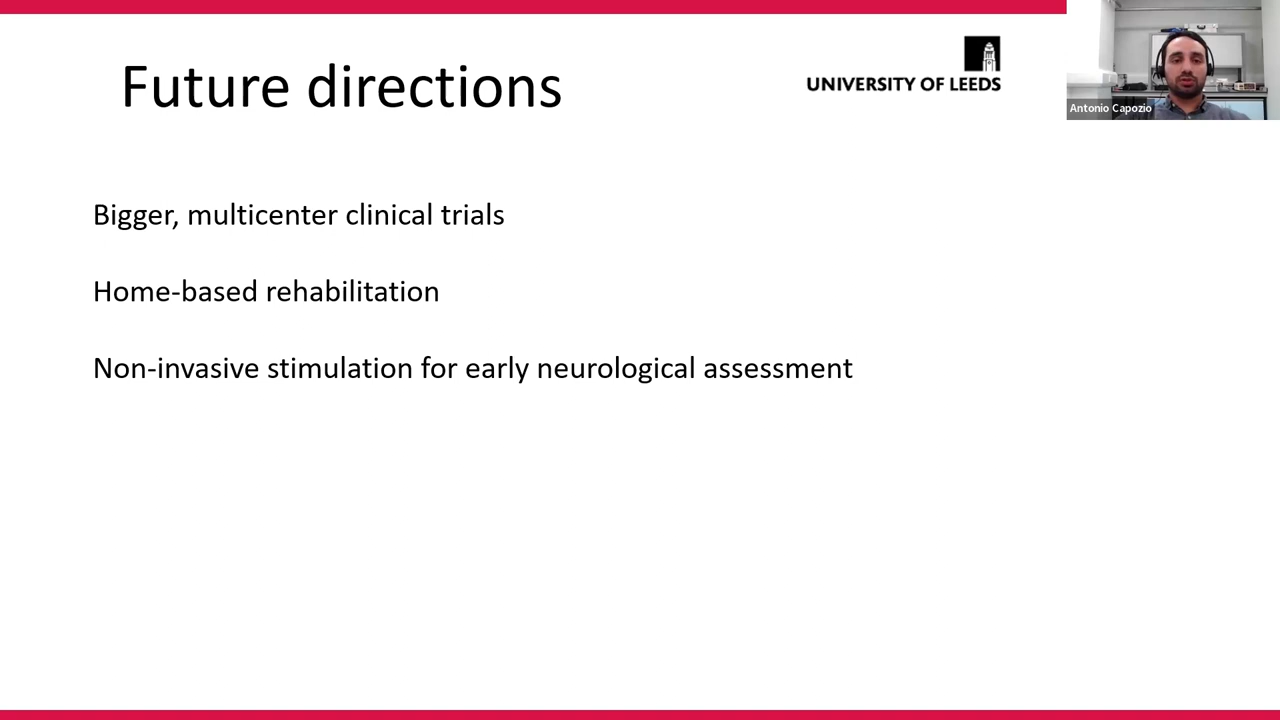 Future directions
UNIVERSITY OF LEEDS
Antonio Capozio
Bigger, multicenter clinical trials
Home-based rehabilitation
Non-invasive stimulation for early neurological assessment